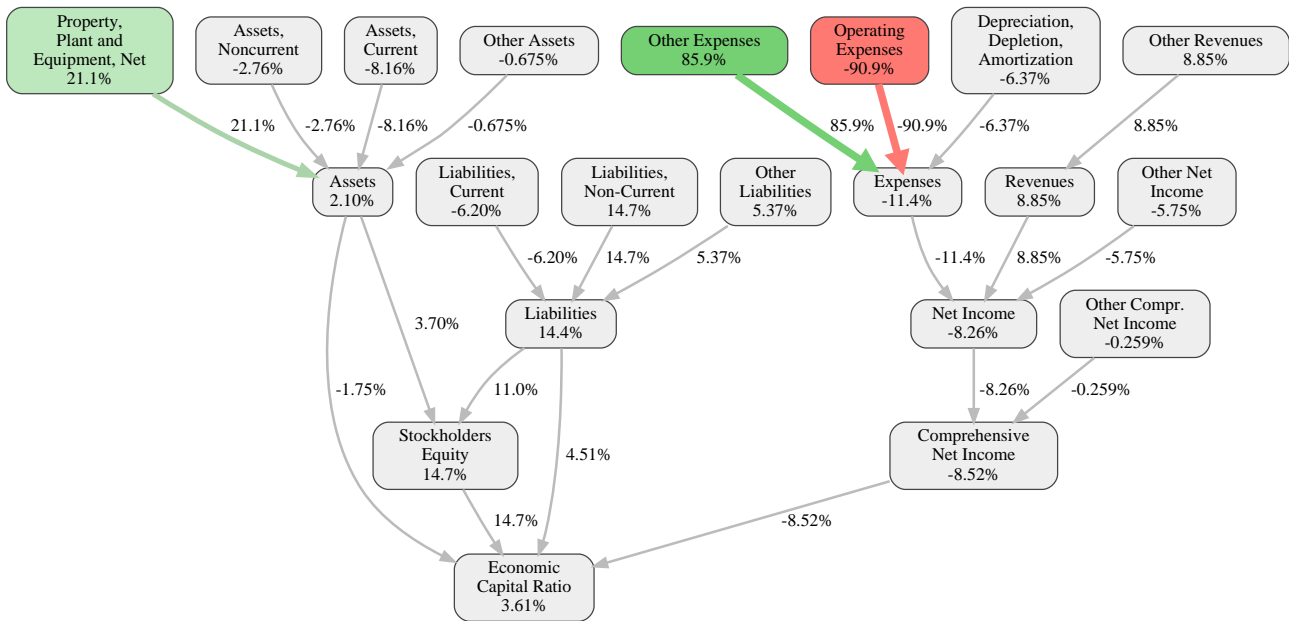 Property,
Plant and
Equipment, Net
21.1%
Assets,
Noncurrent
-2.76%
Assets,
Current
-8.16%
Other Assets
-0.675%
Other Expenses
85.9%
Operating
Expenses
-90.9%
Depreciation,
Depletion,
Amortization
-6.37%
Other Revenues
8.85%
21.1%
-2.76%
-8.16%
-0.675%
85.9%
-90.9%
-6.37%
8.85%
Assets
2.10%
Liabilities,
Current
-6.20%
Liabilities,
Non-Current
14.7%
Other
Liabilities
5.37%
Expenses
-11.4%
Revenues
8.85%
Other Net
Income
-5.75%
-6.20%
14.7%
5.37%
-11.4%
8.85%
-5.75%
Liabilities
14.4%
Net Income
-8.26%
Other Compr.
Net Income
-0.259%
3.70%
-1.75%
11.0%
4.51%
-8.26%
-0.259%
Stockholders
Equity
14.7%
Comprehensive
Net Income
-8.52%
14.7%
-8.52%
Economic
Capital Ratio
3.61%